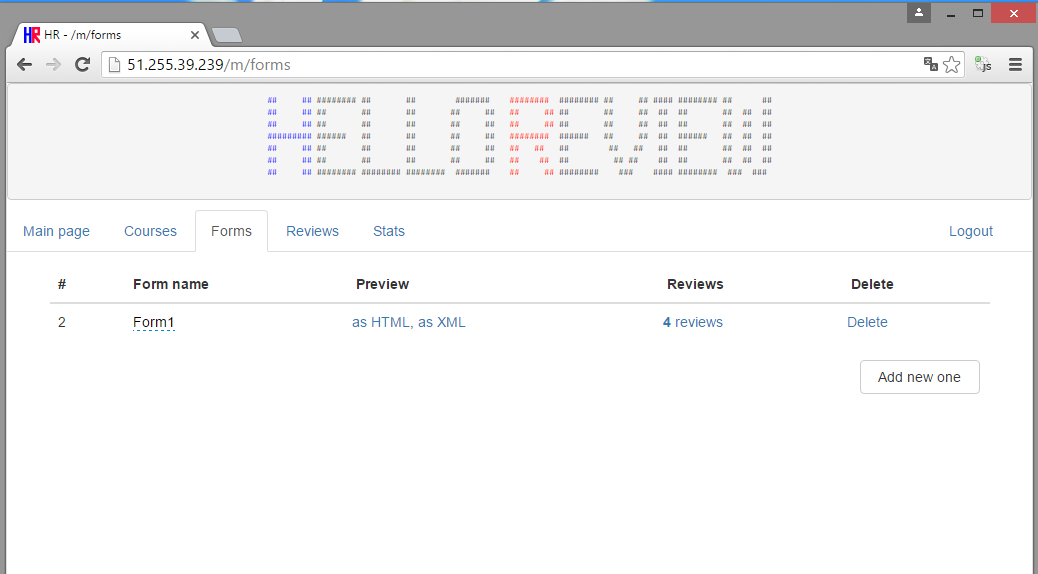 HR - /m/forms
51.255.39.239/m/forms
HELLOREVIEW
Main page Courses Forms Reviews Stats Logout
# Form name Preview Reviews Delete
2 Form1 as HTML, as XML 4 reviews Delete
Add new one